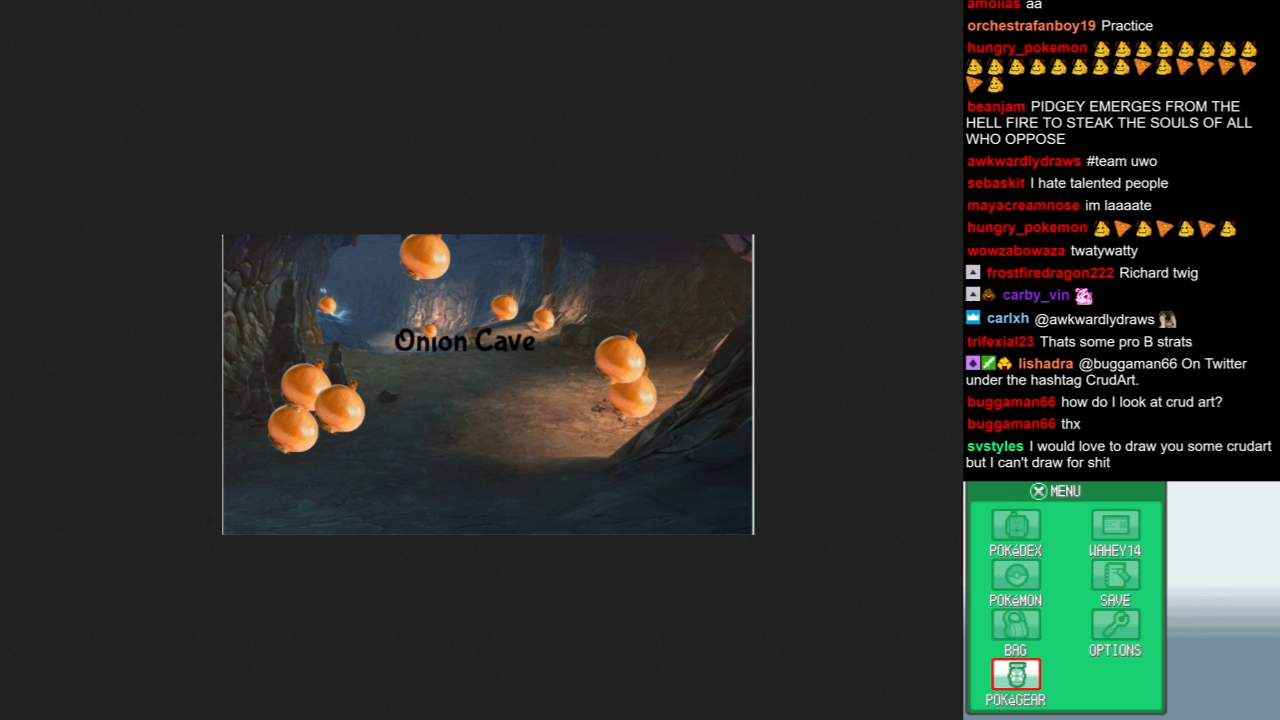 Onion Cave
amoiias aa
orchestrafanboy19 Practice
hungry_pokemon
beanjam PIDGEY EMERGES FROM THE
HELL FIRE TO STEAK THE SOULS OF ALL
WHO OPPOSE
awkwardlydraws #team uwo
sebaskit I hate talented people
mayacreamnose im laaaate
hungry_pokemon
wowzabowaza twatywatty
frostfiredragon222 Richard twig
carby_vin
carlxh @awkwardlydraws
trifexial23 Thats some pro B strats
lishadra @buggaman66 On Twitter
under the hashtag CrudArt.
buggaman66 how do I look at crud art?
buggaman66 thx
svstyles I would love to draw you some crudart
but I can't draw for shit
MENU
POKéDEX WAHEY14
POKéMON SAVE
BAG OPTIONS
POKéGEAR